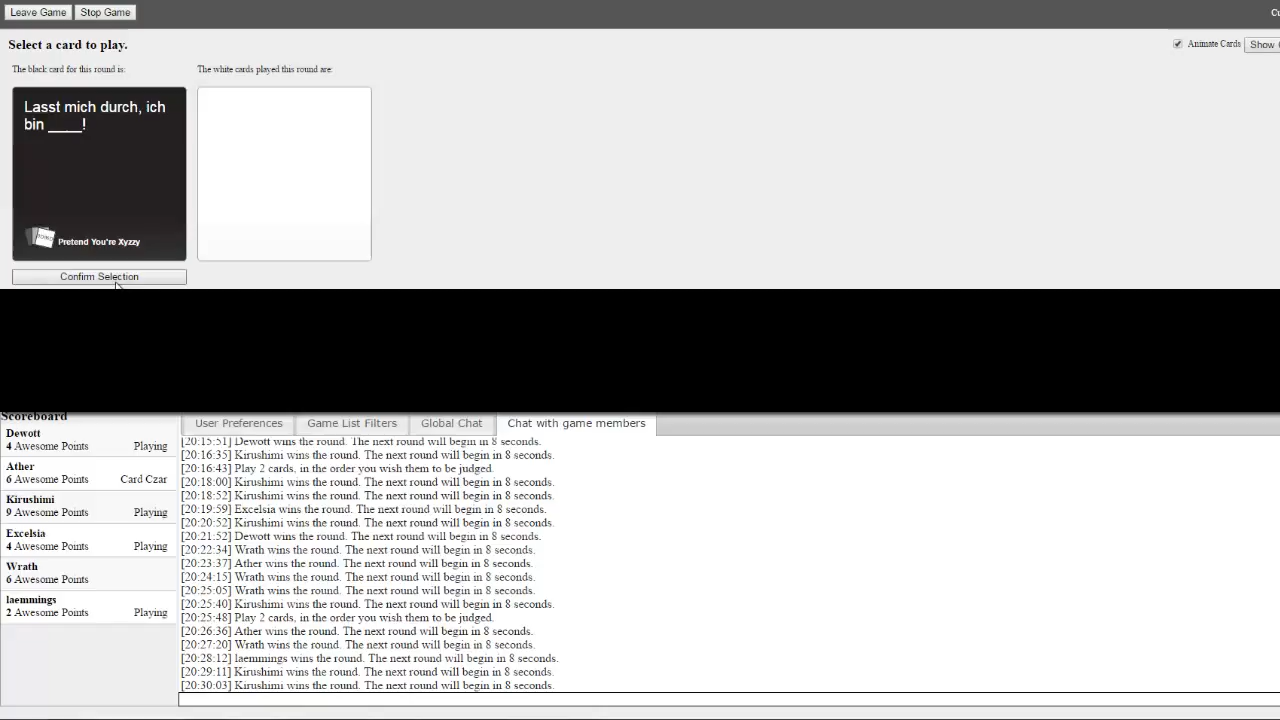 Leave Game
Stop Game
Select a card to play.
Animate Cards
Show
The black card for this round is:
The white cards played this round are:
Lasst mich durch, ich
bin ____!
Pretend You're Xyzzy
Confirm Selection
Scoreboard
Dewott
4 Awesome Points Playing
Ather
6 Awesome Points Card Czar
Kirushimi
9 Awesome Points Playing
Excelsia
4 Awesome Points Playing
Wrath
6 Awesome Points
laemmings
2 Awesome Points Playing
User Preferences
Game List Filters
Global Chat
Chat with game members
[20:15:51] Dewott wins the round. The next round will begin in 8 seconds.
[20:16:35] Kirushimi wins the round. The next round will begin in 8 seconds.
[20:16:43] Play 2 cards, in the order you wish them to be judged.
[20:18:00] Kirushimi wins the round. The next round will begin in 8 seconds.
[20:18:52] Kirushimi wins the round. The next round will begin in 8 seconds.
[20:19:59] Excelsia wins the round. The next round will begin in 8 seconds.
[20:20:52] Kirushimi wins the round. The next round will begin in 8 seconds.
[20:21:52] Dewott wins the round. The next round will begin in 8 seconds.
[20:22:34] Wrath wins the round. The next round will begin in 8 seconds.
[20:23:37] Ather wins the round. The next round will begin in 8 seconds.
[20:24:15] Wrath wins the round. The next round will begin in 8 seconds.
[20:25:05] Wrath wins the round. The next round will begin in 8 seconds.
[20:25:40] Kirushimi wins the round. The next round will begin in 8 seconds.
[20:25:48] Play 2 cards, in the order you wish them to be judged.
[20:26:36] Ather wins the round. The next round will begin in 8 seconds.
[20:27:20] Wrath wins the round. The next round will begin in 8 seconds.
[20:28:12] laemmings wins the round. The next round will begin in 8 seconds.
[20:29:11] Kirushimi wins the round. The next round will begin in 8 seconds.
[20:30:03] Kirushimi wins the round. The next round will begin in 8 seconds.